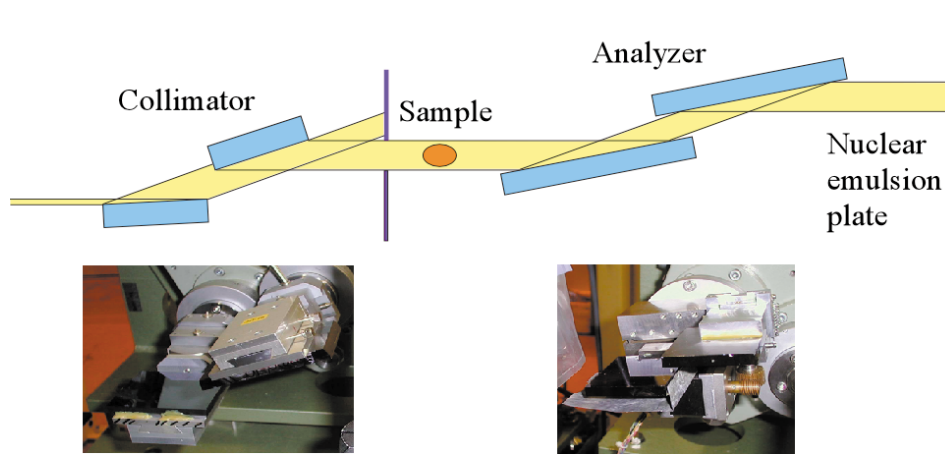 Analyzer
Collimator
Sample
Nuclear
emulsion
plate